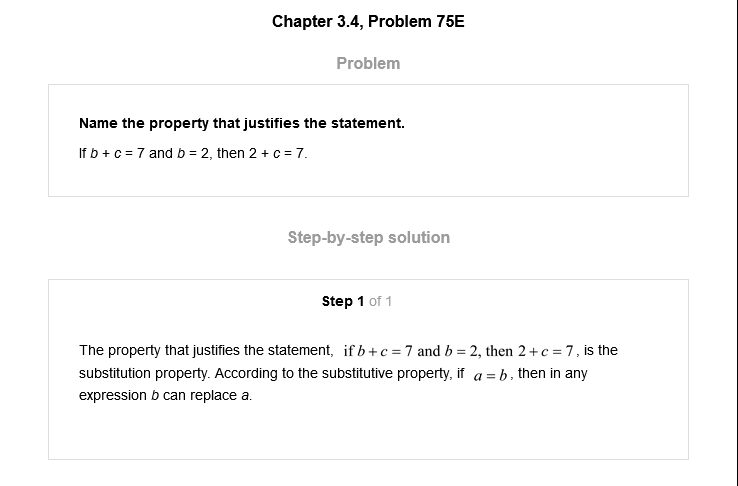 Chapter 3.4, Problem 75E
Problem
Name the property that justifies the statement.
If b + c = 7 and b = 2, then 2 + c = 7.
Step-by-step solution
Step 1 of 1
The property that justifies the statement, if b + c = 7 and b = 2, then 2 + c = 7, is the
substitution property. According to the substitutive property, if a = b, then in any
expression b can replace a.